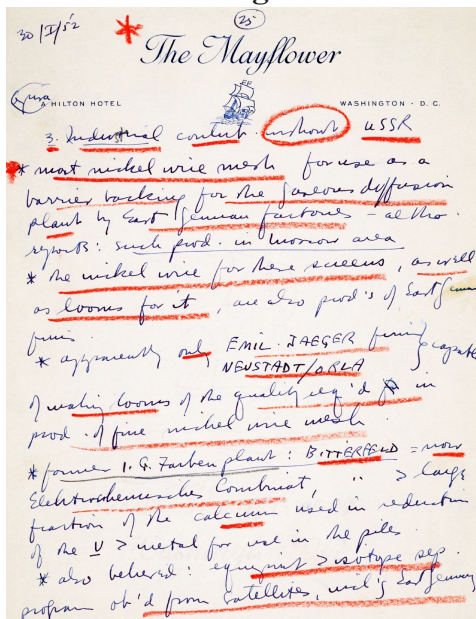 30/I/52
25
The Mayflower
A HILTON HOTEL
WASHINGTON · D. C.
3. Industrial contrib. without USSR
* most nickel wire mesh for use as a
barrier backing for the gaseous diffusion
plant by East German factories – altho
reports: such prod. in Moscow area
* the nickel wire for these screens, as well
as looms for it, are also prod's of East German
firms
* apparently only EMIL JAEGER firm
NEUSTADT/ORLA capable
of making looms of the quality req'd in
prod. of fine nickel wire mesh
* former I.G. Farben plant: BITTERFELD = now
Elektrochemisches Combinat, " > large
fraction of the calcium used in reduction
of the U > metal for use in the piles
* also believed: equipment > isotope sep.
program ob'd from satellites, incl'g East Germany